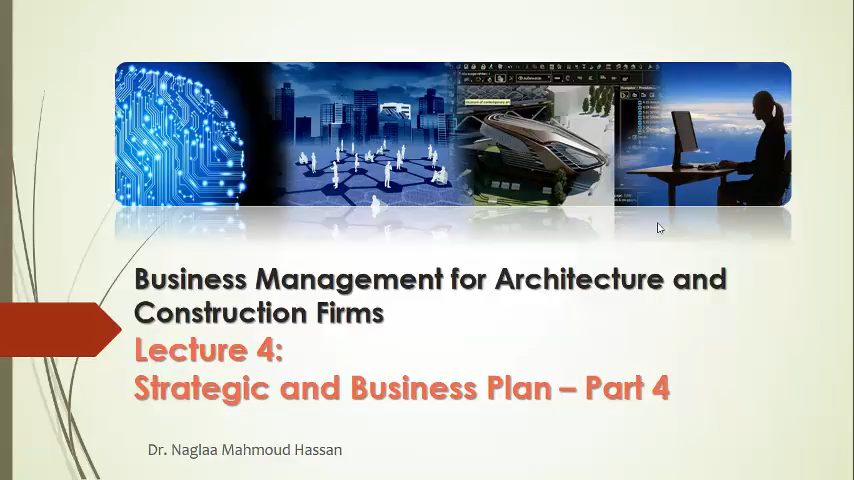 Business Management for Architecture and
Construction Firms
Lecture 4:
Strategic and Business Plan – Part 4
Dr. Naglaa Mahmoud Hassan